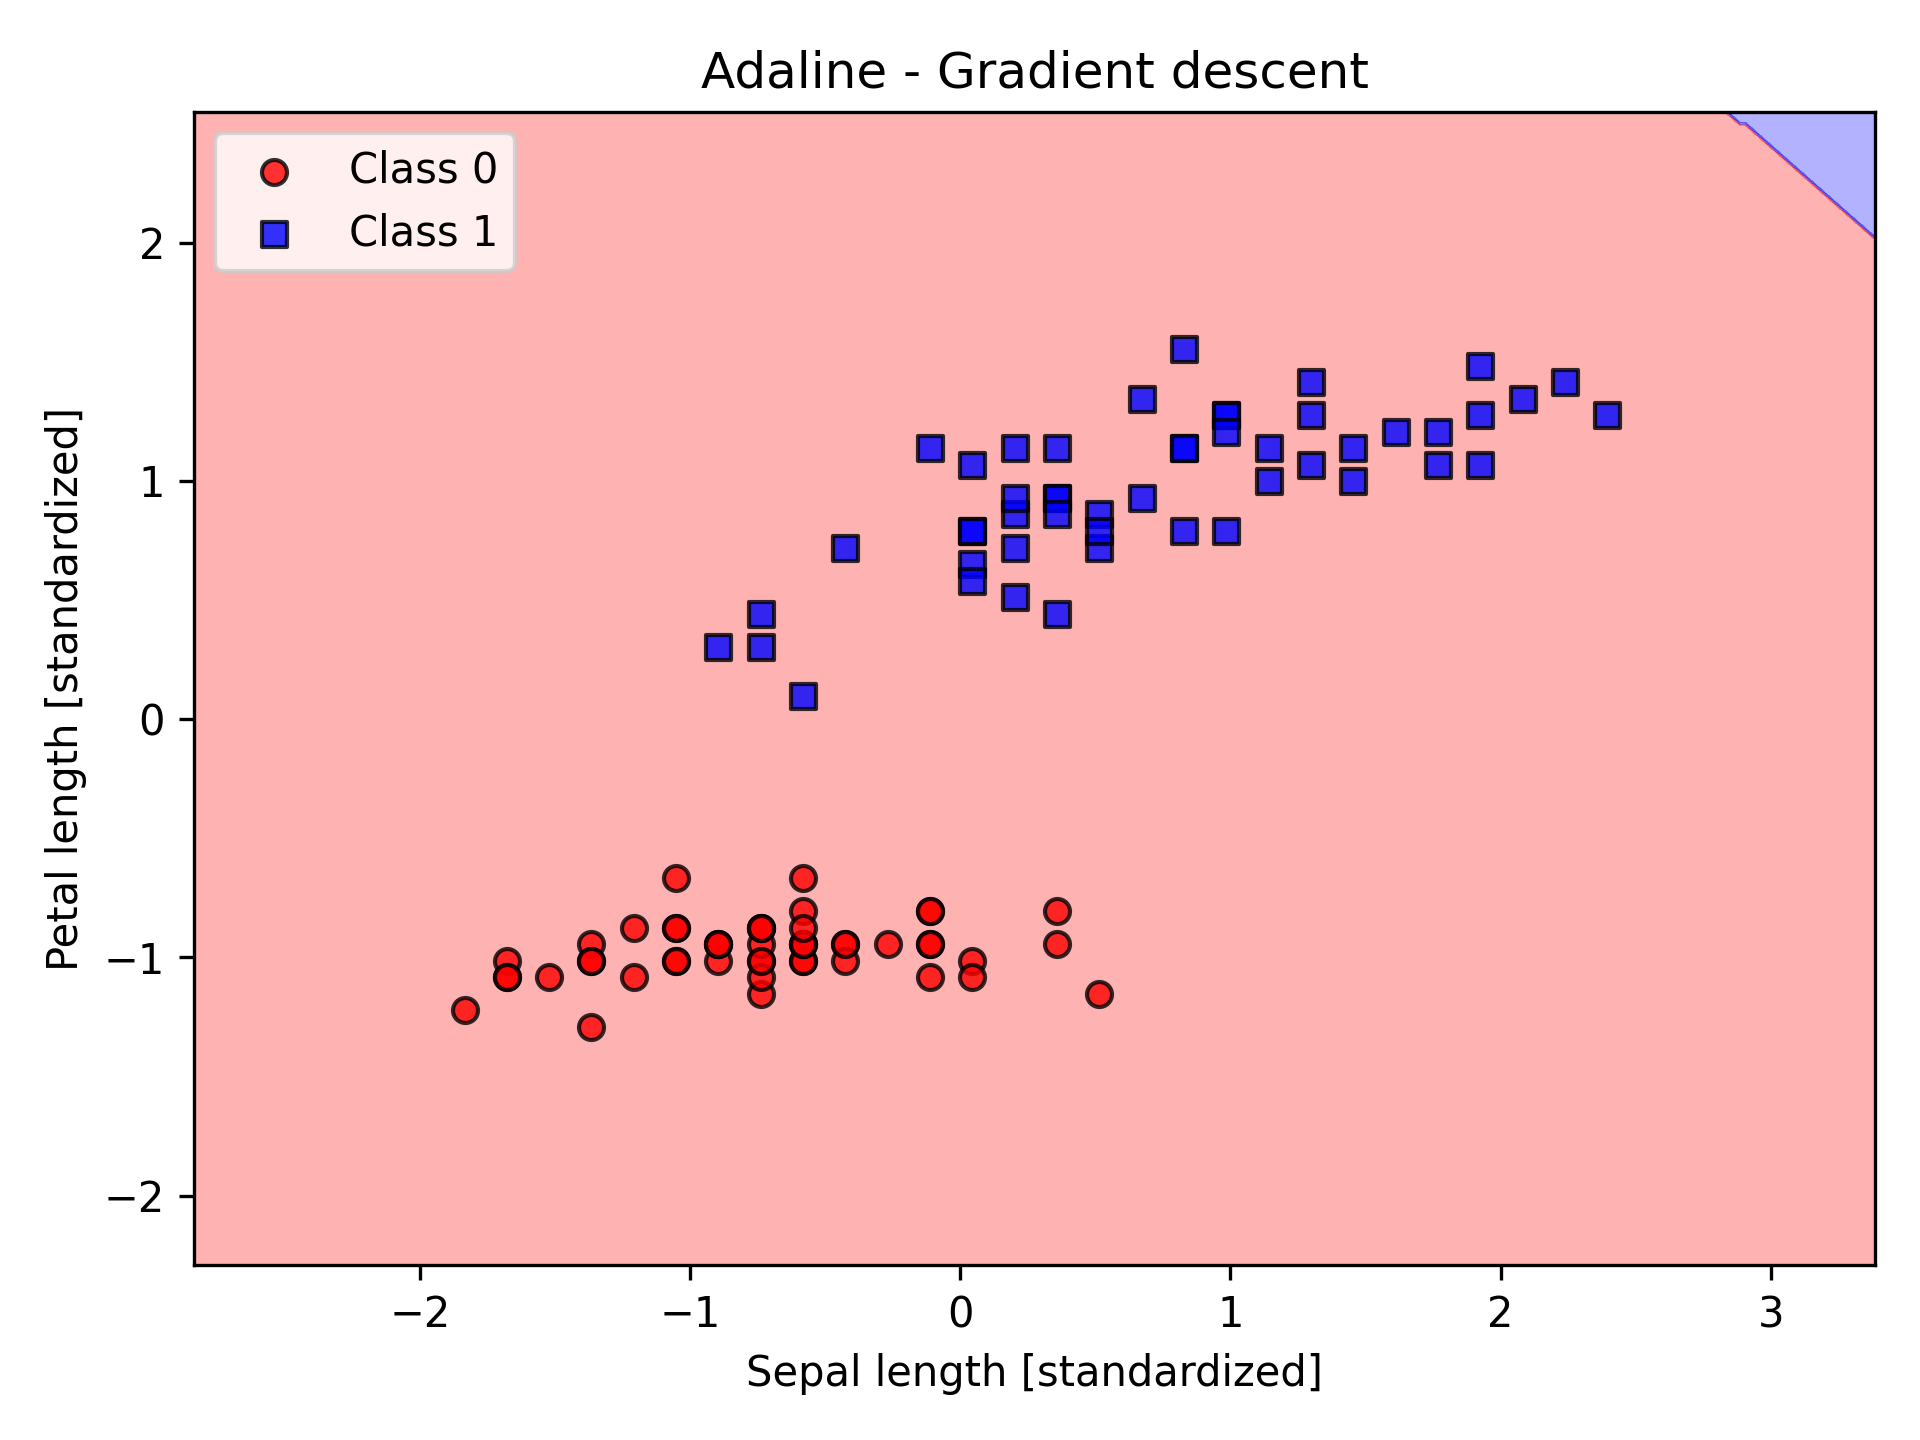 Adaline - Gradient descent
Class 0
Class 1
2
1
0
−1
−2
Petal length [standardized]
−2
−1
0
1
2
3
Sepal length [standardized]